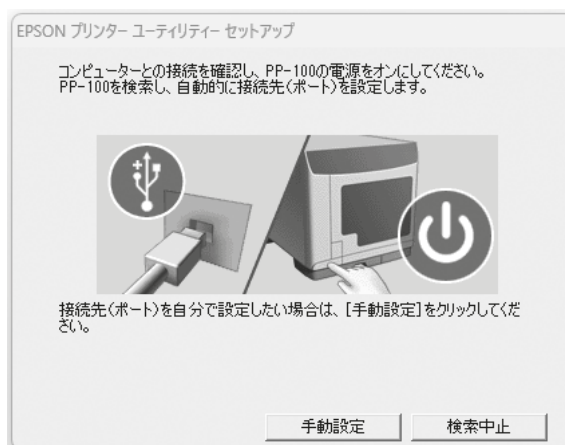 EPSON プリンター ユーティリティー セットアップ
コンピューターとの接続を確認し、PP-100の電源をオンにしてください。
PP-100を検索し、自動的に接続先(ポート)を設定します。
接続先(ポート)を自分で設定したい場合は、[手動設定]をクリックしてくだ
さい。
手動設定
検索中止